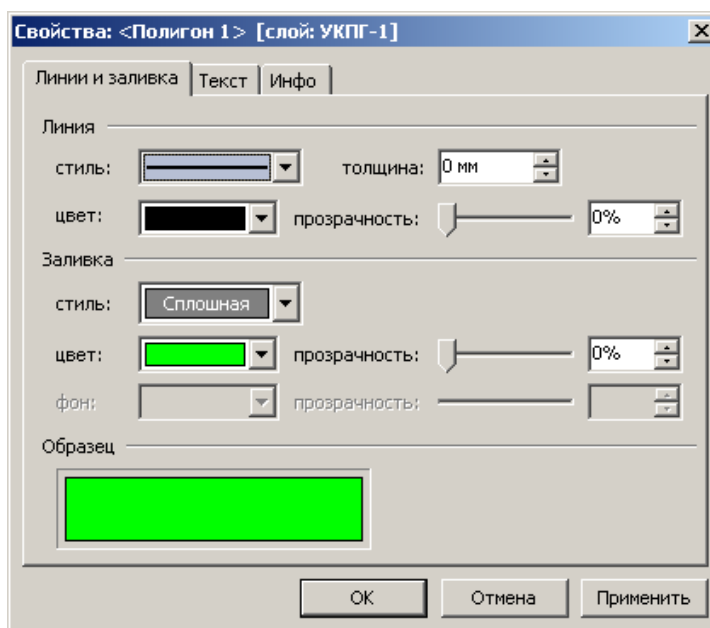 Свойства: <Полигон 1> [слой: УКПГ-1]
Линии и заливка Текст Инфо
Линия
стиль: толщина: 0 мм
цвет: прозрачность: 0%
Заливка
стиль: Сплошная
цвет: прозрачность: 0%
фон: прозрачность:
Образец
OK Отмена Применить